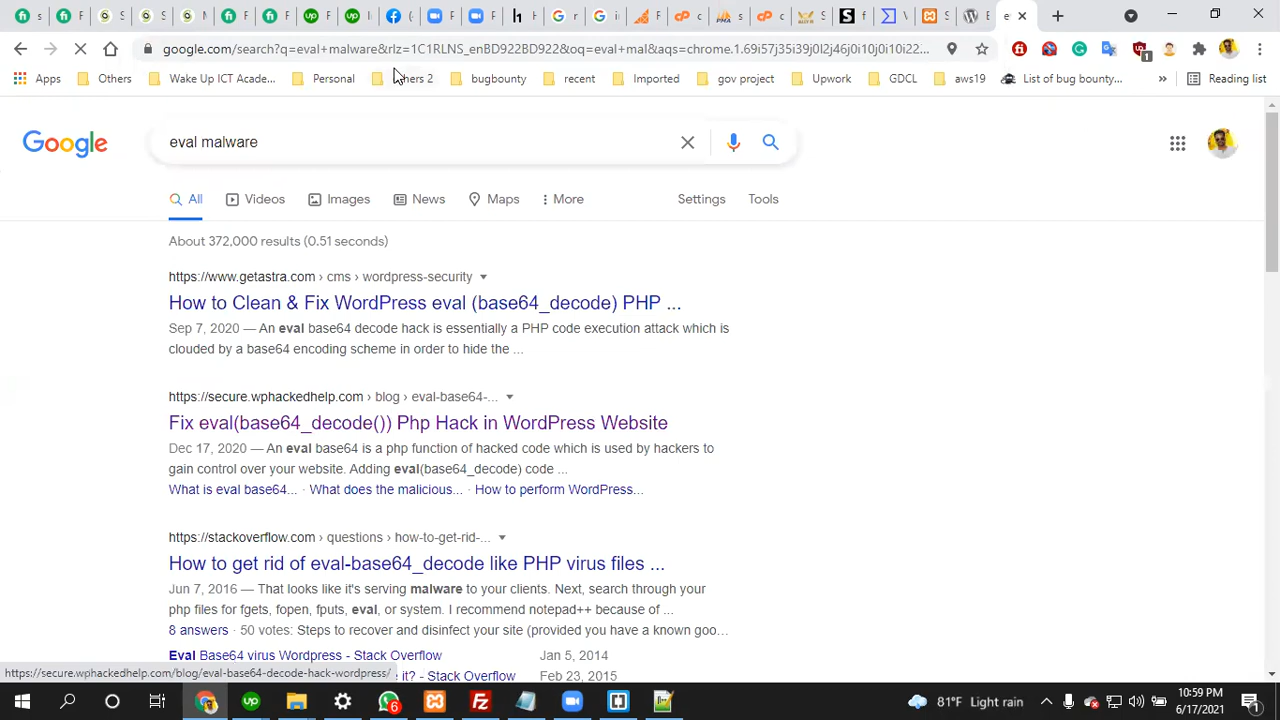 google.com/search?q=eval+malware&rlz=1C1RLNS_enBD922BD922&oq=eval+mal&aqs=chrome.1.69i57j35i39j0l2j46j0i10j0i10i22...
1
Apps Others Wake Up ICT Acade... Personal hers 2 bugbounty recent Imported gov project Upwork GDCL aws19 List of bug bounty... » Reading list
Google
eval malware
All Videos Images News Maps More Settings Tools
About 372,000 results (0.51 seconds)
https://www.getastra.com › cms › wordpress-security
How to Clean & Fix WordPress eval (base64_decode) PHP ...
Sep 7, 2020 — An eval base64 decode hack is essentially a PHP code execution attack which is
clouded by a base64 encoding scheme in order to hide the ...
https://secure.wphackedhelp.com › blog › eval-base64-...
Fix eval(base64_decode()) Php Hack in WordPress Website
Dec 17, 2020 — An eval base64 is a php function of hacked code which is used by hackers to
gain control over your website. Adding eval(base64_decode) code ...
What is eval base64... · What does the malicious... · How to perform WordPress...
https://stackoverflow.com › questions › how-to-get-rid-...
How to get rid of eval-base64_decode like PHP virus files ...
Jun 7, 2016 — That looks like it's serving malware to your clients. Next, search through your
php files for fgets, fopen, fputs, eval, or system. I recommend notepad++ because of ...
8 answers · 50 votes: Steps to recover and disinfect your site (provided you have a known goo...
Eval Base64 virus Wordpress - Stack Overflow Jan 5, 2014
https://secure.wphackedhelp.com/blog/eval-base64-decode-hack-wordpress/ it? - Stack Overflow Feb 23, 2015
6 81°F Light rain 10:59 PM
6/17/2021 1